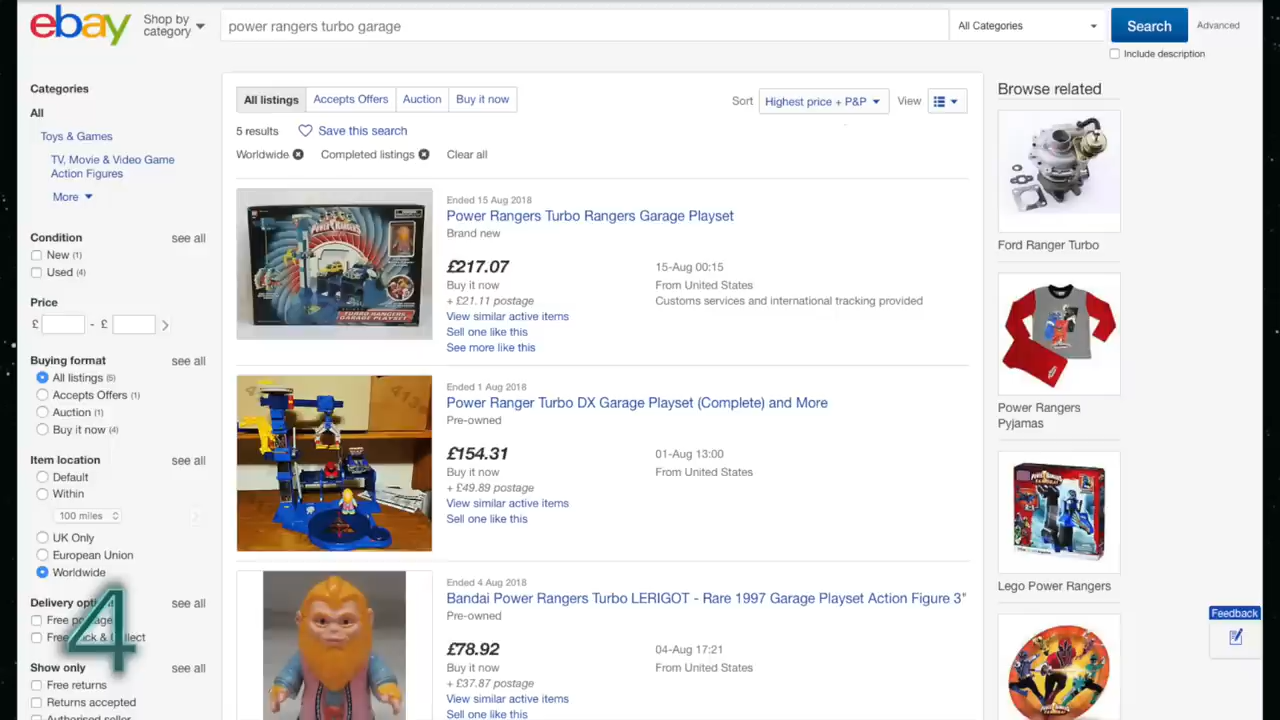 ebay
Shop by
category
power rangers turbo garage
All Categories
Search
Advanced
Include description
Categories
All
Toys & Games
TV, Movie & Video Game
Action Figures
More
Condition
see all
New (1)
Used (4)
Price
£ - £
Buying format
see all
All listings (5)
Accepts Offers (1)
Auction (1)
Buy it now (4)
Item location
see all
Default
Within
100 miles
UK Only
European Union
Worldwide
Delivery options
see all
Free postage
Free click & Collect
Show only
see all
Free returns
Returns accepted
Authorised seller
4
All listings
Accepts Offers
Auction
Buy it now
Sort
Highest price + P&P
View
5 results
Save this search
Worldwide
Completed listings
Clear all
Ended 15 Aug 2018
Power Rangers Turbo Rangers Garage Playset
Brand new
£217.07
15-Aug 00:15
Buy it now
From United States
+ £21.11 postage
Customs services and international tracking provided
View similar active items
Sell one like this
See more like this
POWER RANGERS
TURBO RANGERS
GARAGE PLAYSET
Ended 1 Aug 2018
Power Ranger Turbo DX Garage Playset (Complete) and More
Pre-owned
£154.31
01-Aug 13:00
Buy it now
From United States
+ £49.89 postage
View similar active items
Sell one like this
Ended 4 Aug 2018
Bandai Power Rangers Turbo LERIGOT - Rare 1997 Garage Playset Action Figure 3"
Pre-owned
£78.92
04-Aug 17:21
Buy it now
From United States
+ £37.87 postage
View similar active items
Sell one like this
Browse related
Ford Ranger Turbo
Power Rangers
Pyjamas
Lego Power Rangers
Feedback